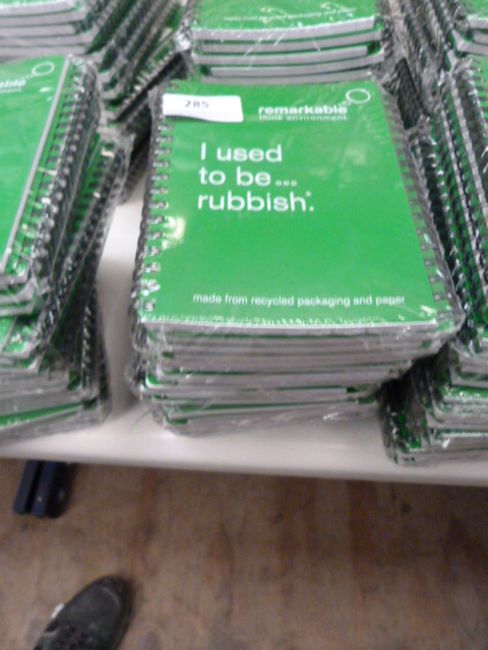 285
remarkable
think environment.
I used
to be...
rubbish.
made from recycled packaging and paper